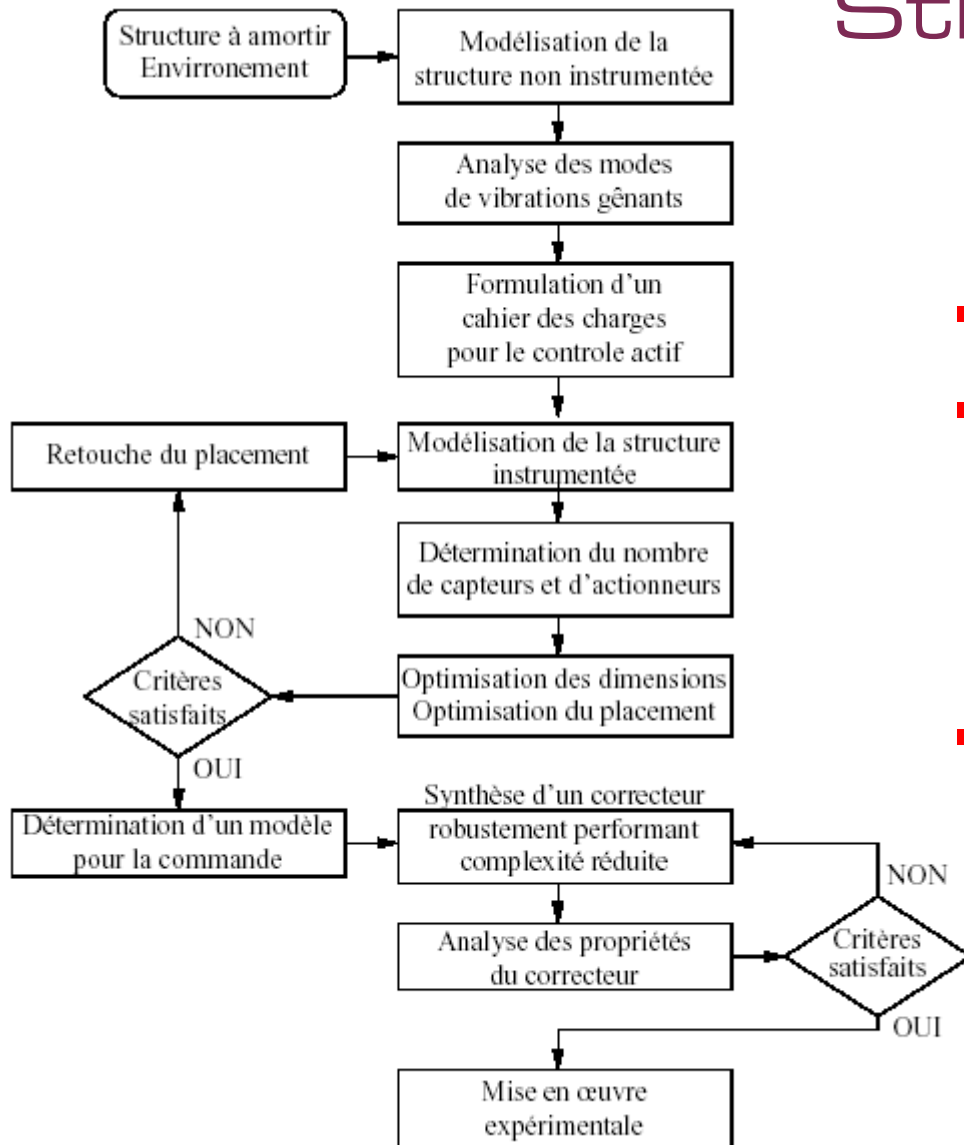 Str
Structure à amortir
Envirronement
Modélisation de la
structure non instrumentée
Analyse des modes
de vibrations gênants
Formulation d'un
cahier des charges
pour le controle actif
Retouche du placement
Modélisation de la structure
instrumentée
Détermination du nombre
de capteurs et d'actionneurs
NON
Critères
satisfaits
Optimisation des dimensions
Optimisation du placement
OUI
Détermination d'un modèle
pour la commande
Synthèse d'un correcteur
robustement performant
complexité réduite
NON
Analyse des propriétés
du correcteur
Critères
satisfaits
OUI
Mise en œuvre
expérimentale